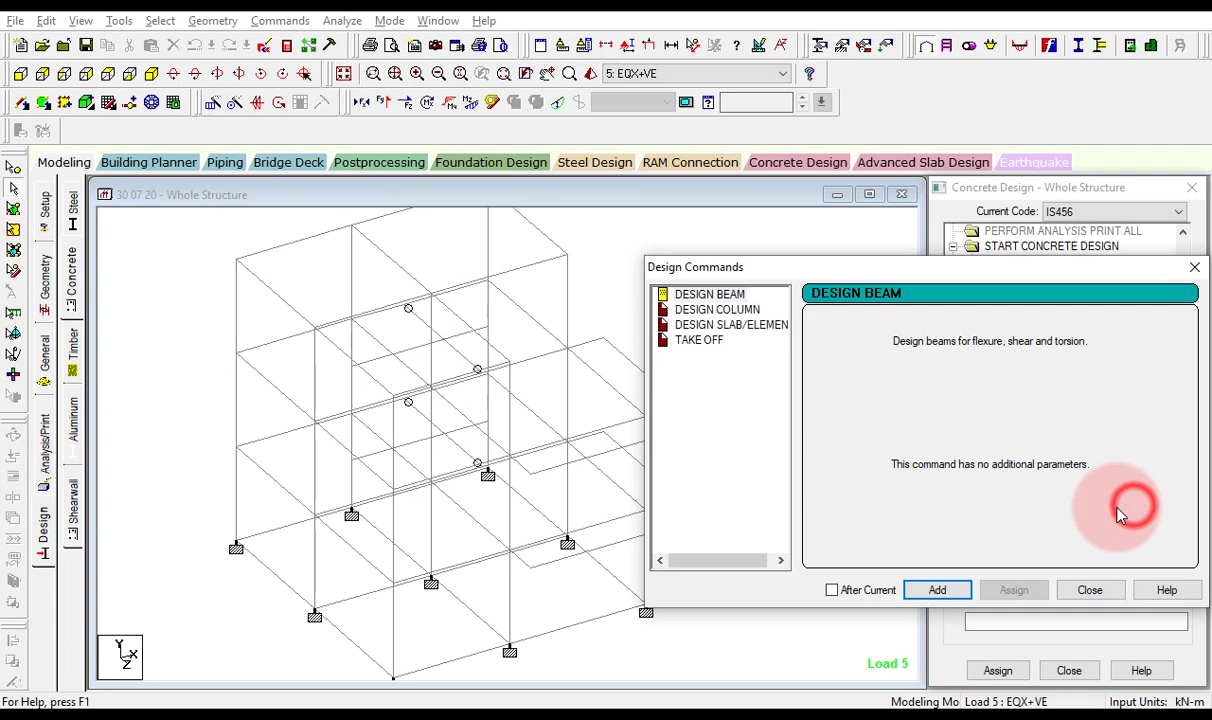 File Edit View Tools Select Geometry Commands Analyze Mode Window Help
5: EQX+VE
Modeling Building Planner Piping Bridge Deck Postprocessing Foundation Design Steel Design RAM Connection Concrete Design Advanced Slab Design Earthquake
30 07 20 - Whole Structure
Concrete Design - Whole Structure
Current Code: IS456
PERFORM ANALYSIS PRINT ALL
START CONCRETE DESIGN
Setup
Geometry
General
Analysis/Print
Design
Steel
Concrete
Timber
Aluminum
Shearwall
Design Commands
DESIGN BEAM
DESIGN COLUMN
DESIGN SLAB/ELEMEN
TAKE OFF
DESIGN BEAM
Design beams for flexure, shear and torsion.
This command has no additional parameters.
After Current Add Assign Close Help
Assign Close Help
Y
X
Z
Load 5
For Help, press F1
Modeling Mo Load 5 : EQX+VE Input Units: kN-m